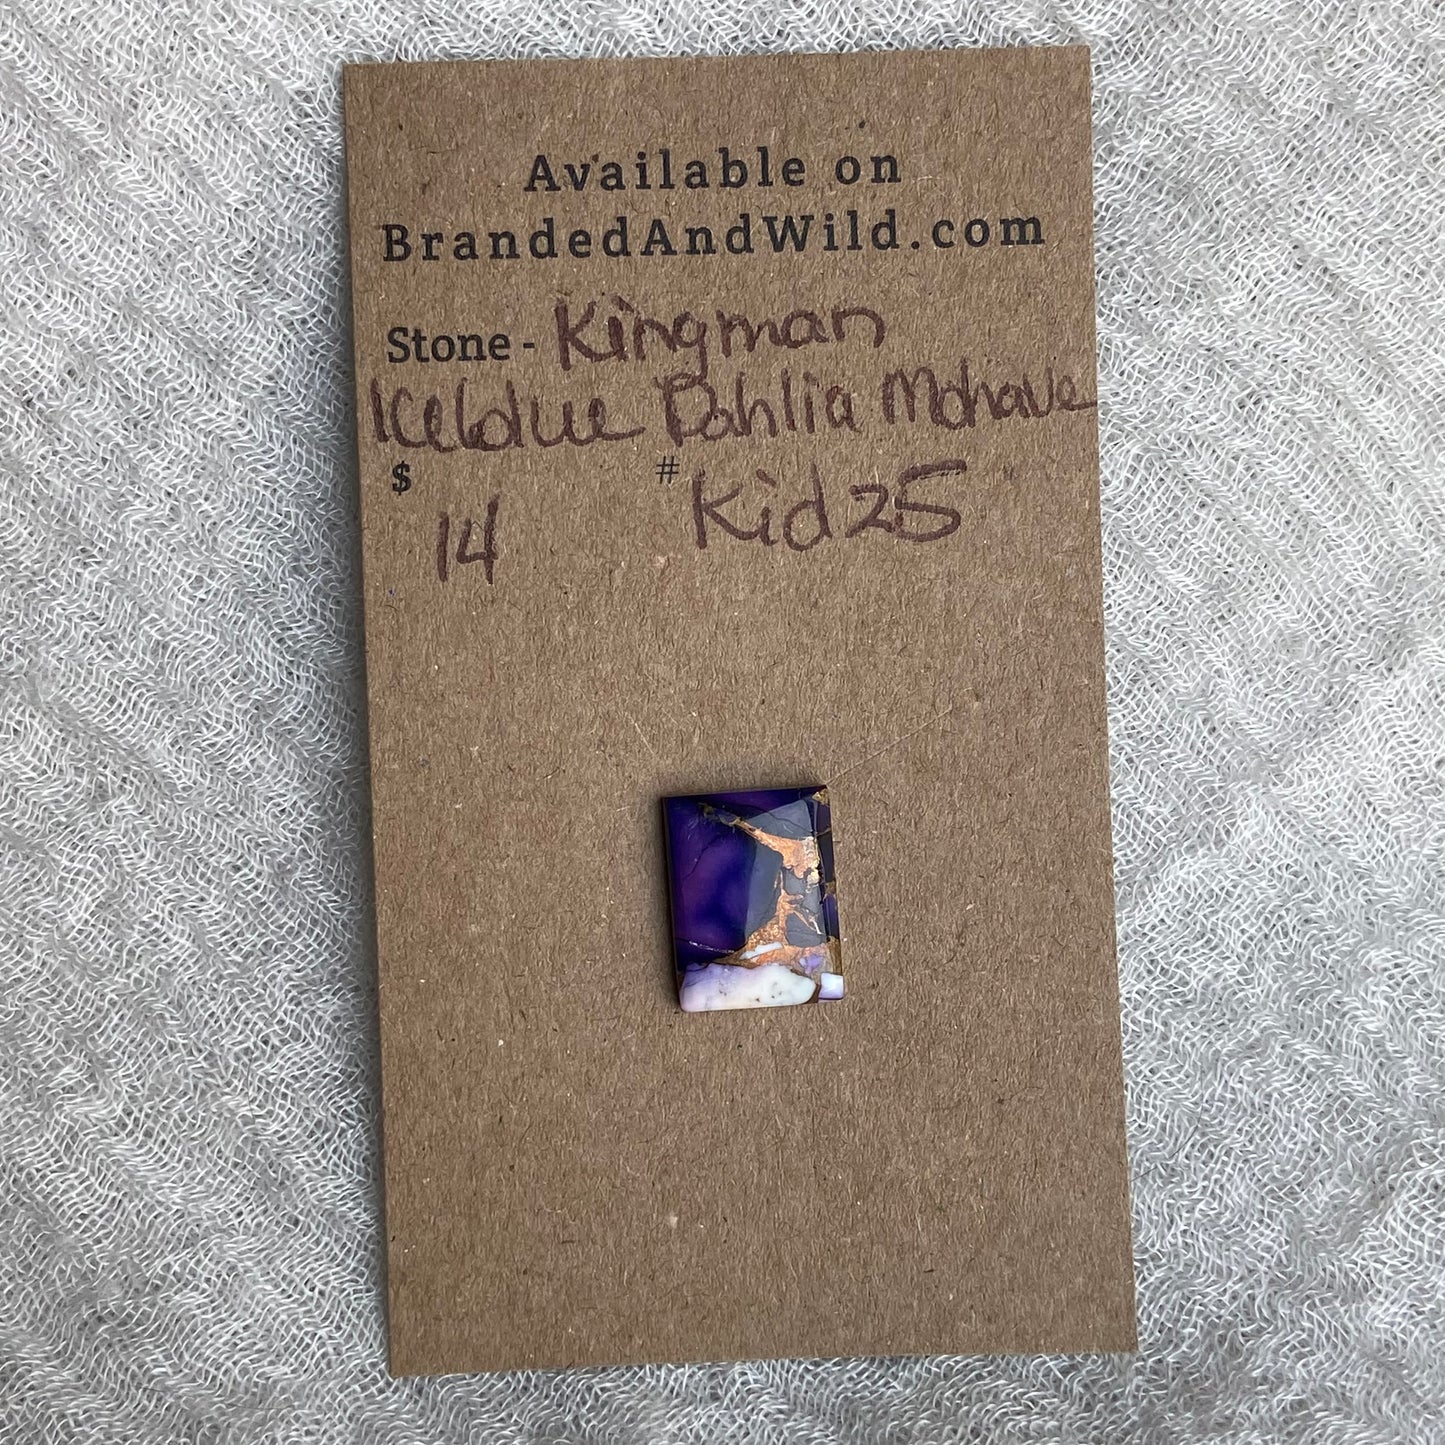 Available on
BrandedAndWild.com
Stone - Kingman
Iceblue Dahlia Mohave
$ # Kid25
14